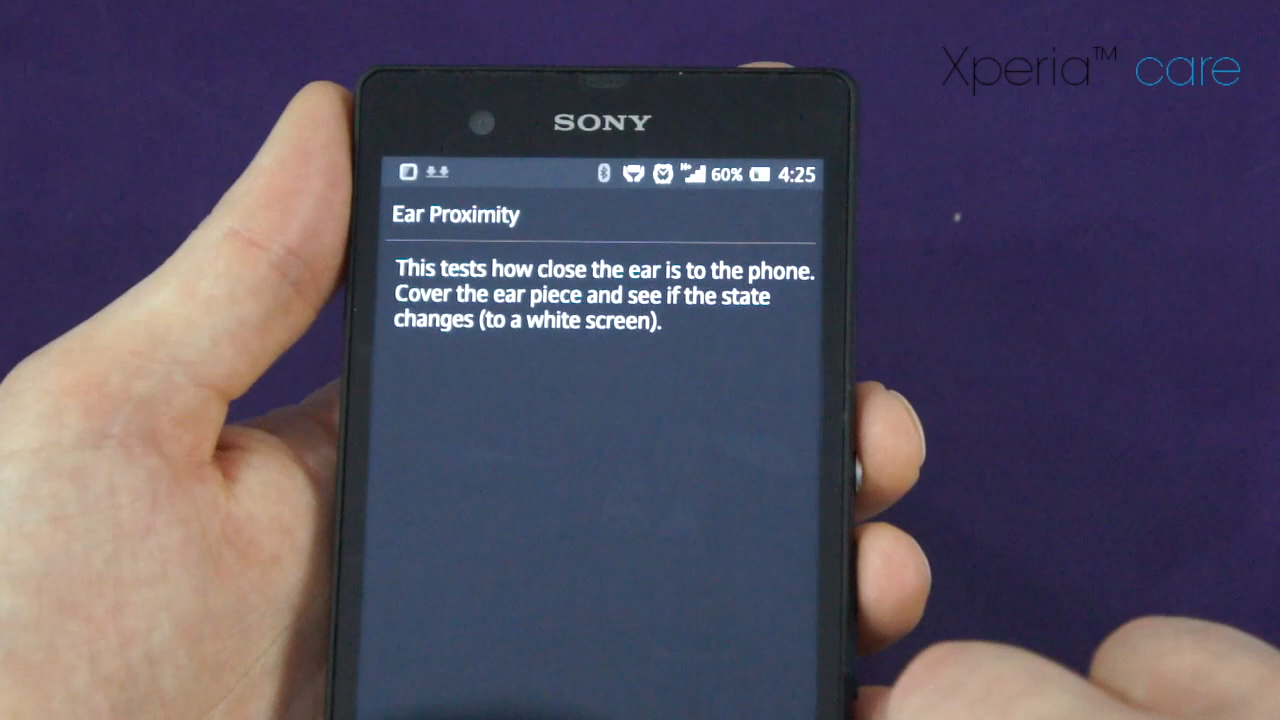 Xperia™ care
SONY
H+ 60% 4:25
Ear Proximity
This tests how close the ear is to the phone.
Cover the ear piece and see if the state
changes (to a white screen).